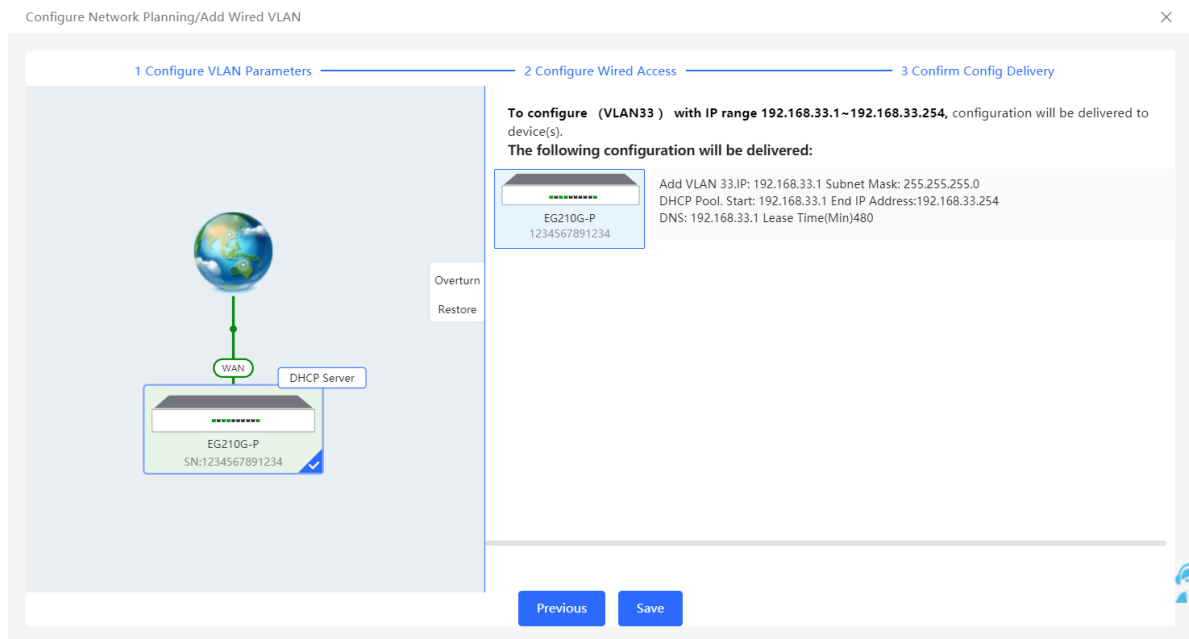 Configure Network Planning/Add Wired VLAN
1 Configure VLAN Parameters
2 Configure Wired Access
3 Confirm Config Delivery
WAN
DHCP Server
EG210G-P
SN:1234567891234
Overturn
Restore
To configure （VLAN33 ） with IP range 192.168.33.1~192.168.33.254, configuration will be delivered to
device(s).
The following configuration will be delivered:
EG210G-P
1234567891234
Add VLAN 33.IP: 192.168.33.1 Subnet Mask: 255.255.255.0
DHCP Pool. Start: 192.168.33.1 End IP Address:192.168.33.254
DNS: 192.168.33.1 Lease Time(Min)480
Previous
Save